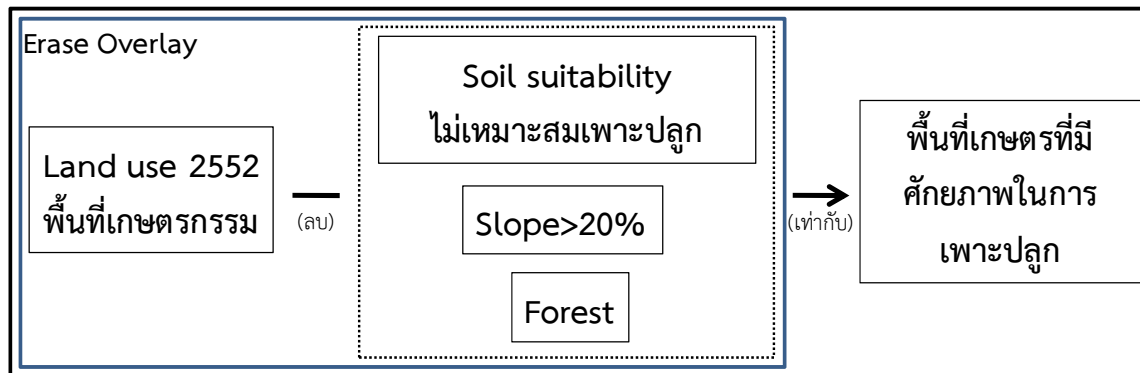 Erase Overlay
Land use 2552
พื้นที่เกษตรกรรม
(ลบ)
Soil suitability
ไม่เหมาะสมเพาะปลูก
Slope>20%
Forest
(เท่ากับ)
พื้นที่เกษตรที่มี
ศักยภาพในการ
เพาะปลูก